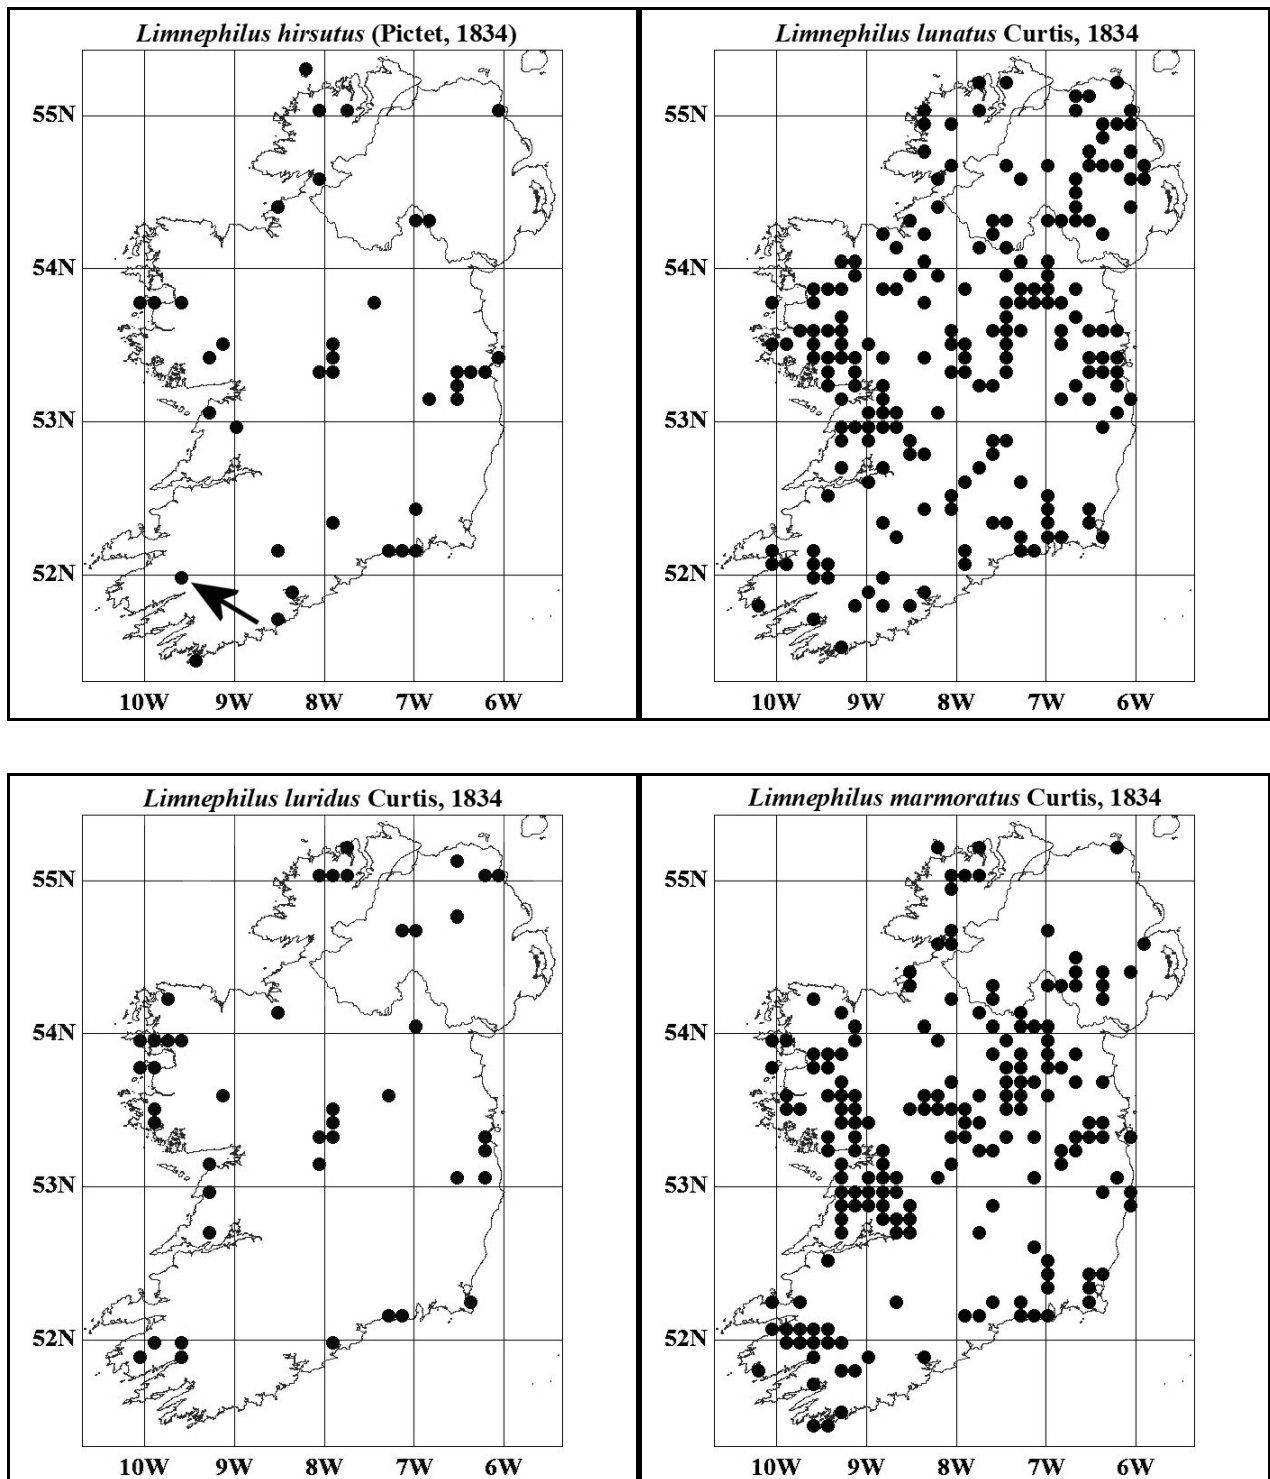 Limnephilus hirsutus (Pictet, 1834)
55N
54N
53N
52N
10W 9W 8W 7W 6W
Limnephilus lunatus Curtis, 1834
55N
54N
53N
52N
10W 9W 8W 7W 6W
Limnephilus luridus Curtis, 1834
55N
54N
53N
52N
10W 9W 8W 7W 6W
Limnephilus marmoratus Curtis, 1834
55N
54N
53N
52N
10W 9W 8W 7W 6W